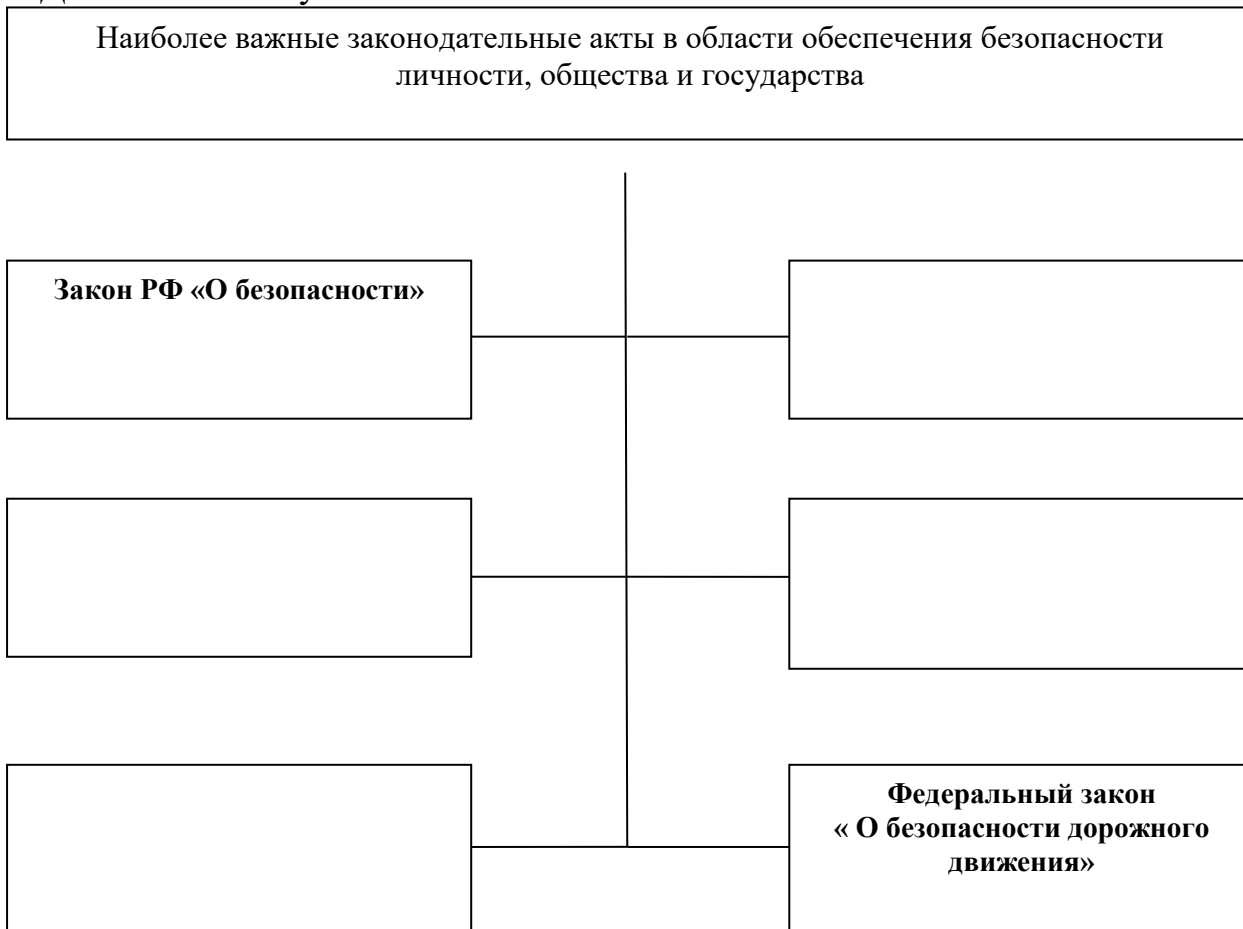 Наиболее важные законодательные акты в области обеспечения безопасности
личности, общества и государства
Закон РФ «О безопасности»
Федеральный закон
« О безопасности дорожного
движения»